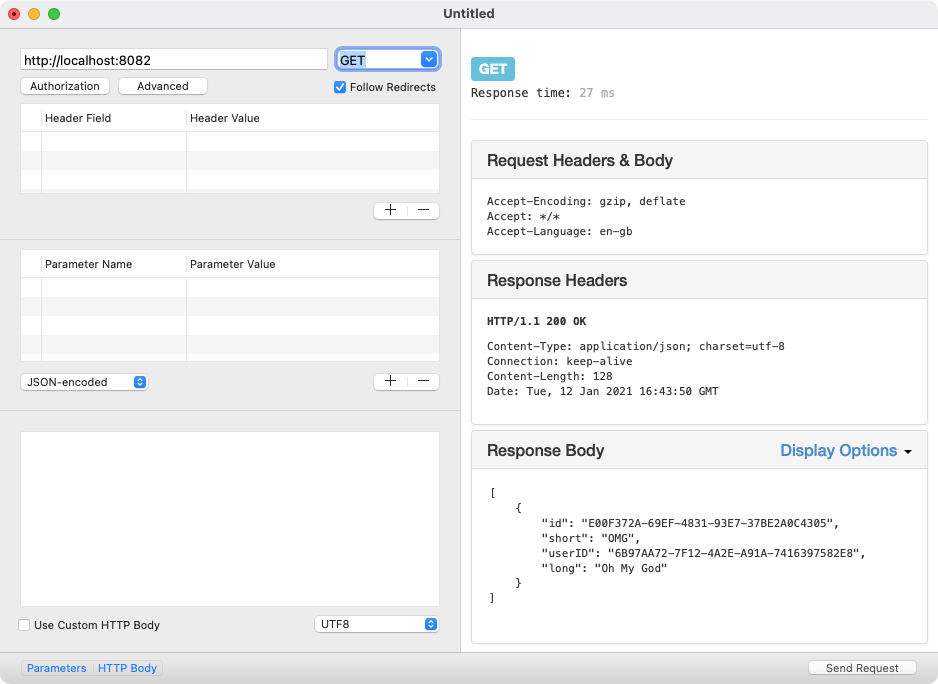 Untitled
http://localhost:8082
GET
Authorization
Advanced
Follow Redirects
Header Field
Header Value
Parameter Name
Parameter Value
JSON-encoded
Use Custom HTTP Body
UTF8
Parameters
HTTP Body
GET
Response time: 27 ms
Request Headers & Body
Accept-Encoding: gzip, deflate
Accept: */*
Accept-Language: en-gb
Response Headers
HTTP/1.1 200 OK
Content-Type: application/json; charset=utf-8
Connection: keep-alive
Content-Length: 128
Date: Tue, 12 Jan 2021 16:43:50 GMT
Response Body
Display Options
[
{
"id": "E00F372A-69EF-4831-93E7-37BE2A0C4305",
"short": "OMG",
"userID": "6B97AA72-7F12-4A2E-A91A-7416397582E8",
"long": "Oh My God"
}
]
Send Request